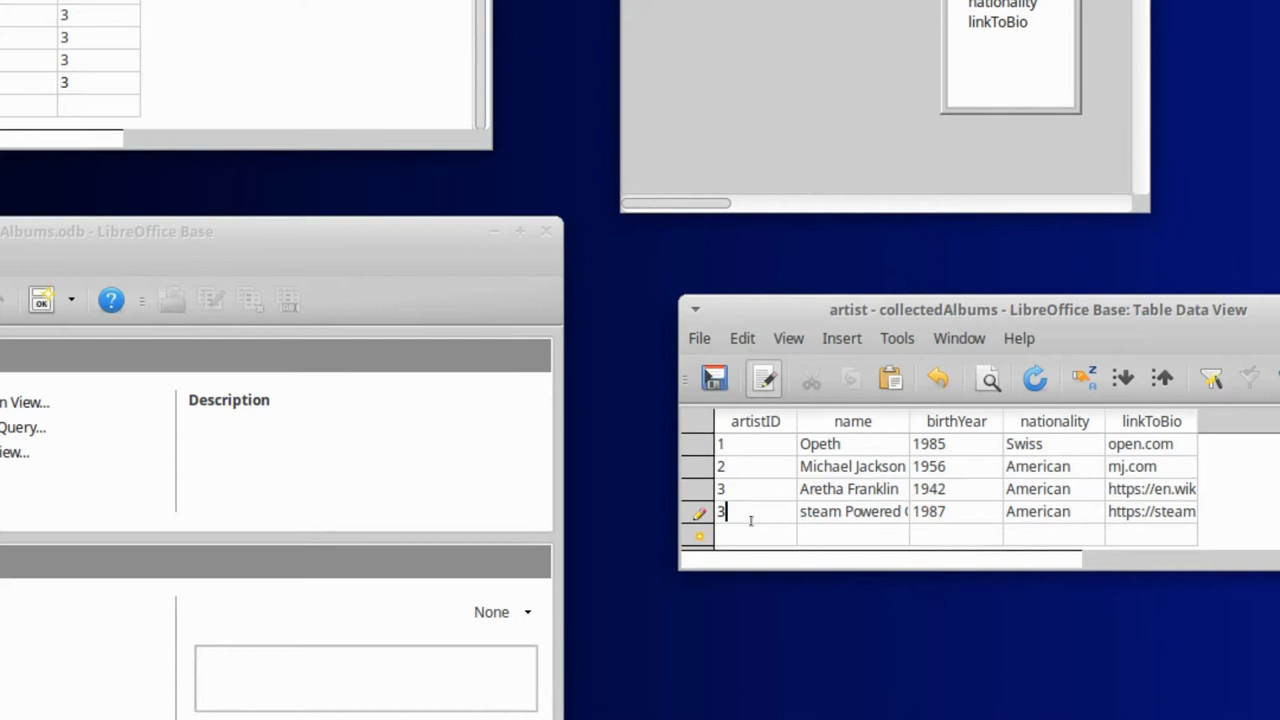 3
3
3
3
nationality
linkToBio
Albums.odb - LibreOffice Base
OK
?
n View...
Query...
iew...
Description
None
artist - collectedAlbums - LibreOffice Base: Table Data View
File Edit View Insert Tools Window Help
Z
A
artistID name birthYear nationality linkToBio
1 Opeth 1985 Swiss open.com
2 Michael Jackson 1956 American mj.com
3 Aretha Franklin 1942 American https://en.wik
3 steam Powered 1987 American https://steam